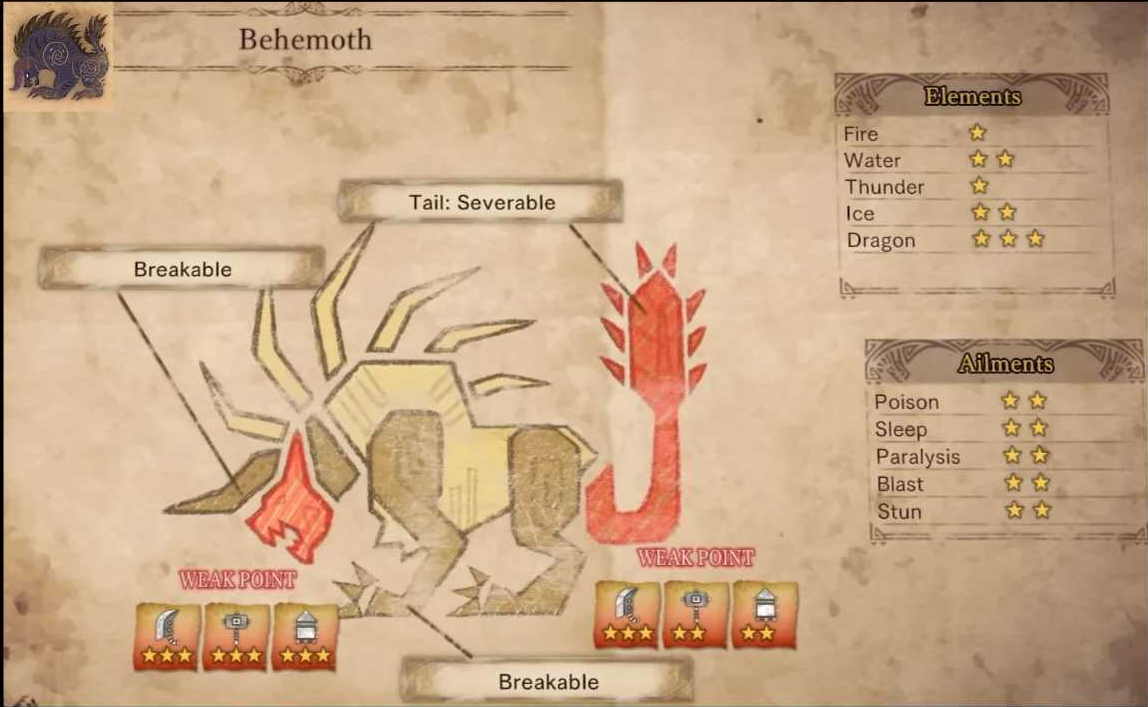 Behemoth
Elements
Fire
Water
Thunder
Ice
Dragon
Tail: Severable
Breakable
Ailments
Poison
Sleep
Paralysis
Blast
Stun
WEAK POINT
WEAK POINT
Breakable